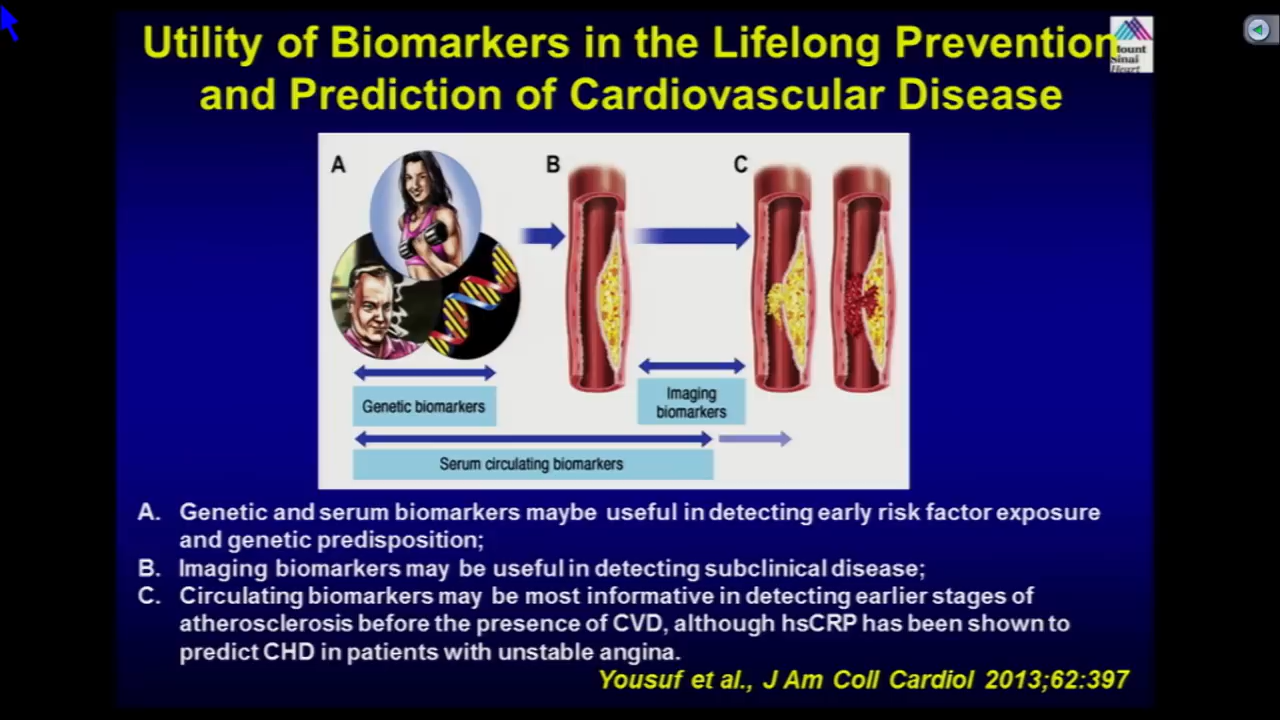 Utility of Biomarkers in the Lifelong Prevention
and Prediction of Cardiovascular Disease
Mount
Sinai
Heart
A
B
C
Genetic biomarkers
Imaging
biomarkers
Serum circulating biomarkers
A. Genetic and serum biomarkers maybe useful in detecting early risk factor exposure
and genetic predisposition;
B. Imaging biomarkers may be useful in detecting subclinical disease;
C. Circulating biomarkers may be most informative in detecting earlier stages of
atherosclerosis before the presence of CVD, although hsCRP has been shown to
predict CHD in patients with unstable angina.
Yousuf et al., J Am Coll Cardiol 2013;62:397